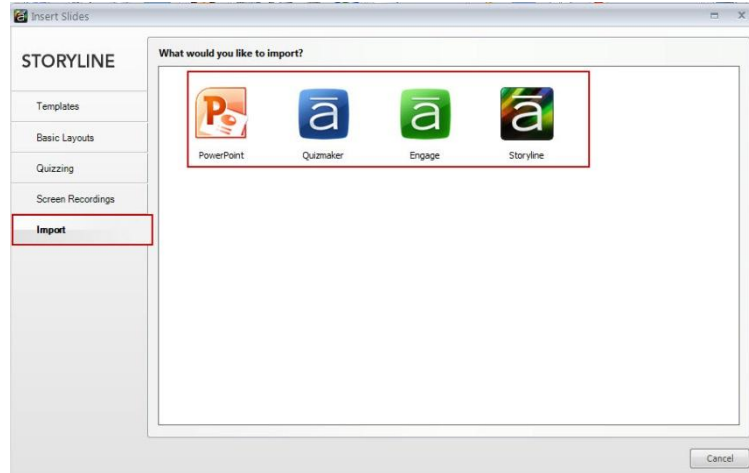 Insert Slides
STORYLINE
What would you like to import?
Templates
Basic Layouts
Quizzing
Screen Recordings
Import
PowerPoint
Quizmaker
Engage
Storyline
Cancel